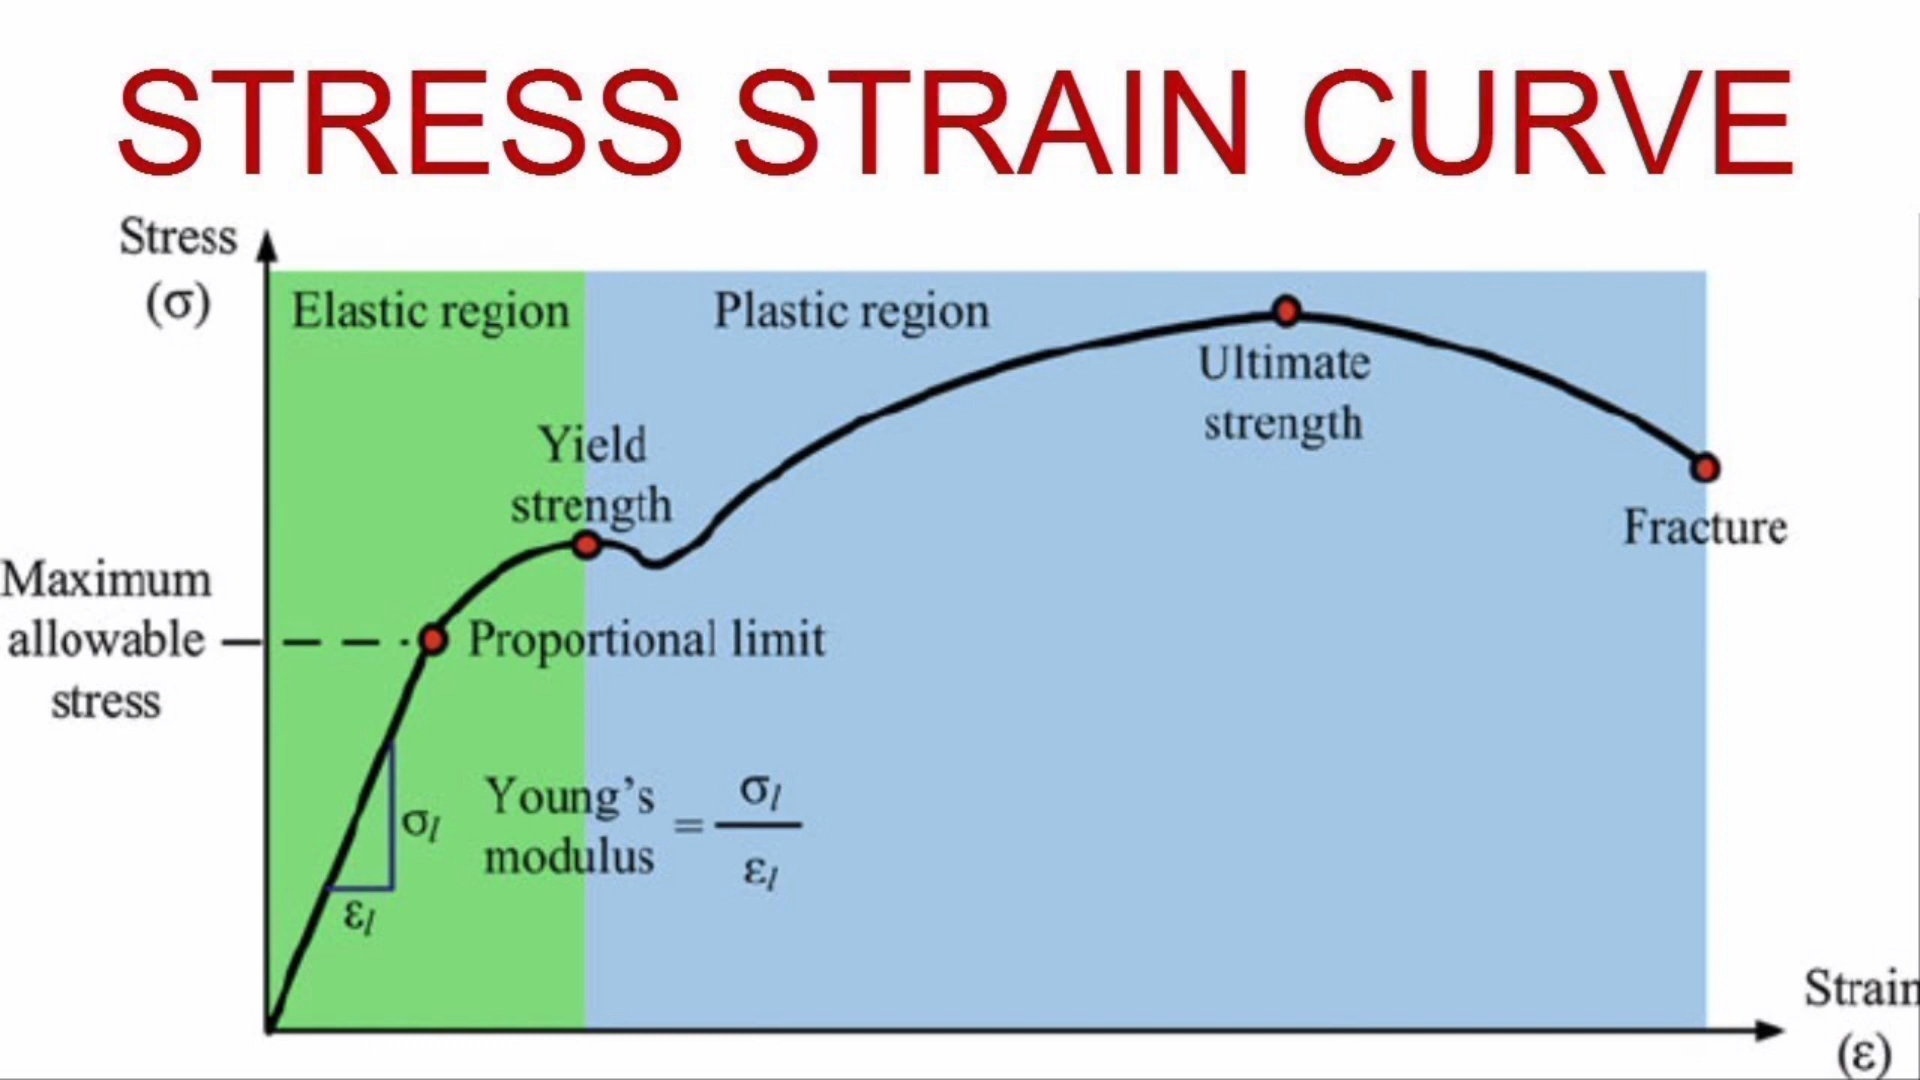 STRESS STRAIN CURVE
Stress
(σ)
Elastic region
Plastic region
Ultimate
strength
Yield
strength
Fracture
Maximum
allowable
stress
Proportional limit
Young’s
modulus
=
σl
εl
σl
εl
Strain
(ε)